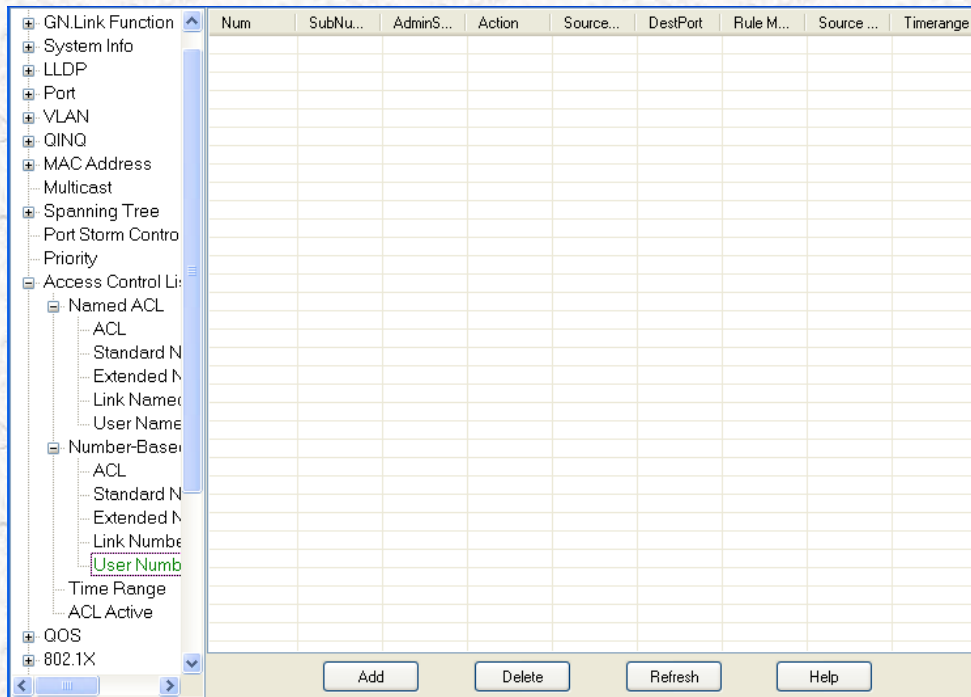 GN.Link Function
System Info
LLDP
Port
VLAN
QINQ
MAC Address
Multicast
Spanning Tree
Port Storm Contro
Priority
Access Control Li
Named ACL
ACL
Standard N
Extended N
Link Named
User Name
Number-Base
ACL
Standard N
Extended N
Link Numbe
User Numb
Time Range
ACL Active
QOS
802.1X
Num SubNu... AdminS... Action Source... DestPort Rule M... Source ... Timerange
Add Delete Refresh Help